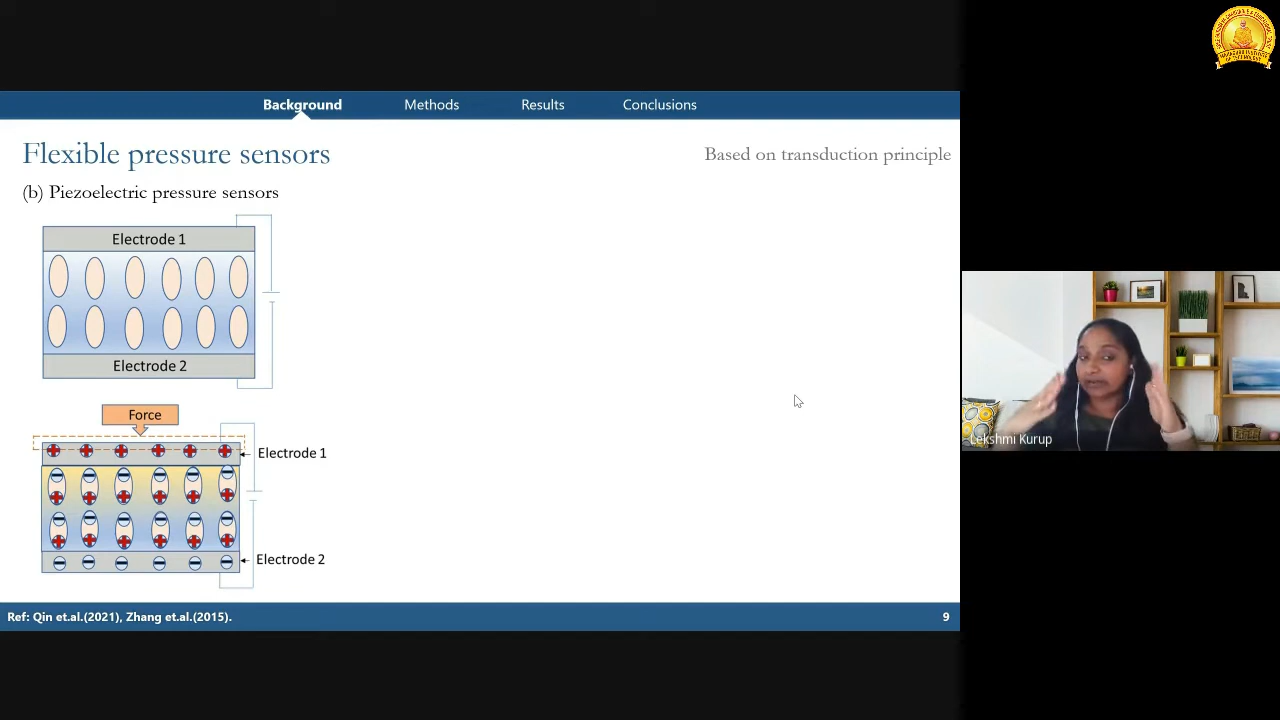 Background Methods Results Conclusions
Flexible pressure sensors
Based on transduction principle
(b) Piezoelectric pressure sensors
Electrode 1
Electrode 2
Force
Electrode 1
Electrode 2
Ref: Qin et.al.(2021), Zhang et.al.(2015).
9
Lekshmi Kurup